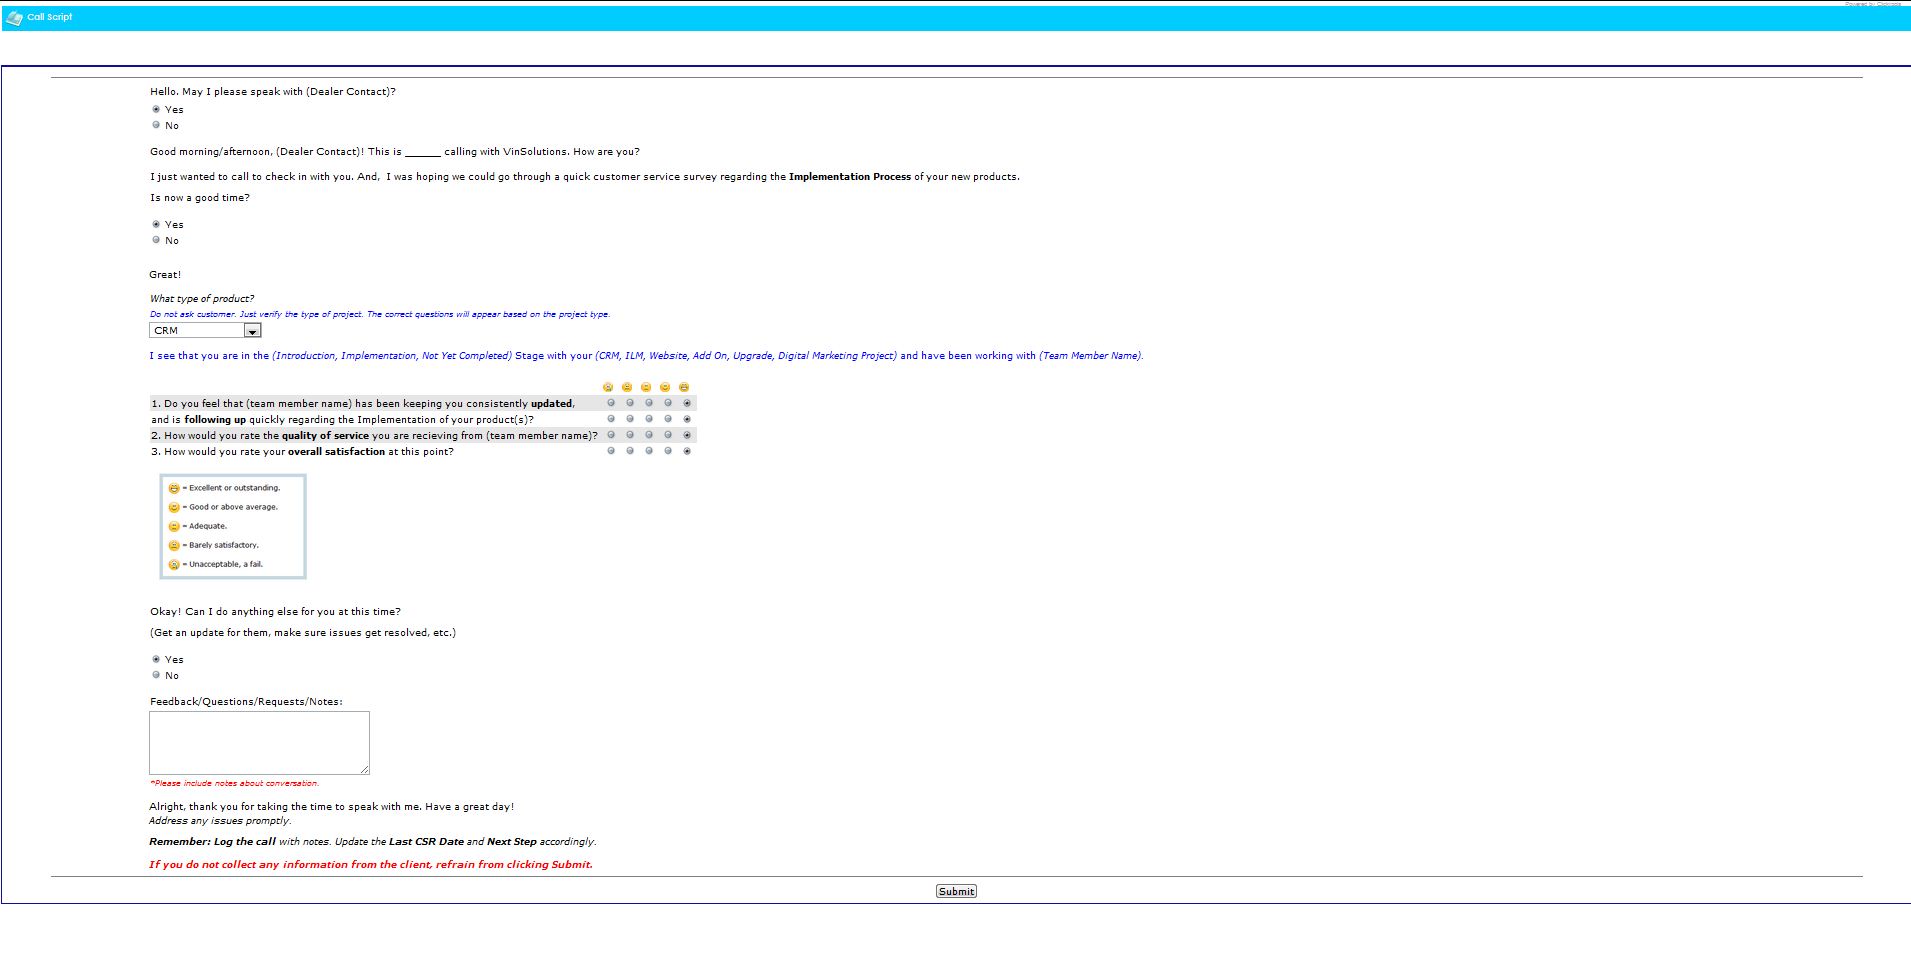 Powered by Clicktools
Call Script
Hello. May I please speak with (Dealer Contact)?
Yes
No
Good morning/afternoon, (Dealer Contact)! This is ______ calling with VinSolutions. How are you?
I just wanted to call to check in with you. And, I was hoping we could go through a quick customer service survey regarding the Implementation Process of your new products.
Is now a good time?
Yes
No
Great!
What type of product?
Do not ask customer. Just verify the type of project. The correct questions will appear based on the project type.
CRM
I see that you are in the (Introduction, Implementation, Not Yet Completed) Stage with your (CRM, ILM, Website, Add On, Upgrade, Digital Marketing Project) and have been working with (Team Member Name).
1. Do you feel that (team member name) has been keeping you consistently updated,
and is following up quickly regarding the Implementation of your product(s)?
2. How would you rate the quality of service you are recieving from (team member name)?
3. How would you rate your overall satisfaction at this point?
= Excellent or outstanding.
= Good or above average.
= Adequate.
= Barely satisfactory.
= Unacceptable, a fail.
Okay! Can I do anything else for you at this time?
(Get an update for them, make sure issues get resolved, etc.)
Yes
No
Feedback/Questions/Requests/Notes:
*Please include notes about conversation.
Alright, thank you for taking the time to speak with me. Have a great day!
Address any issues promptly.
Remember: Log the call with notes. Update the Last CSR Date and Next Step accordingly.
If you do not collect any information from the client, refrain from clicking Submit.
Submit